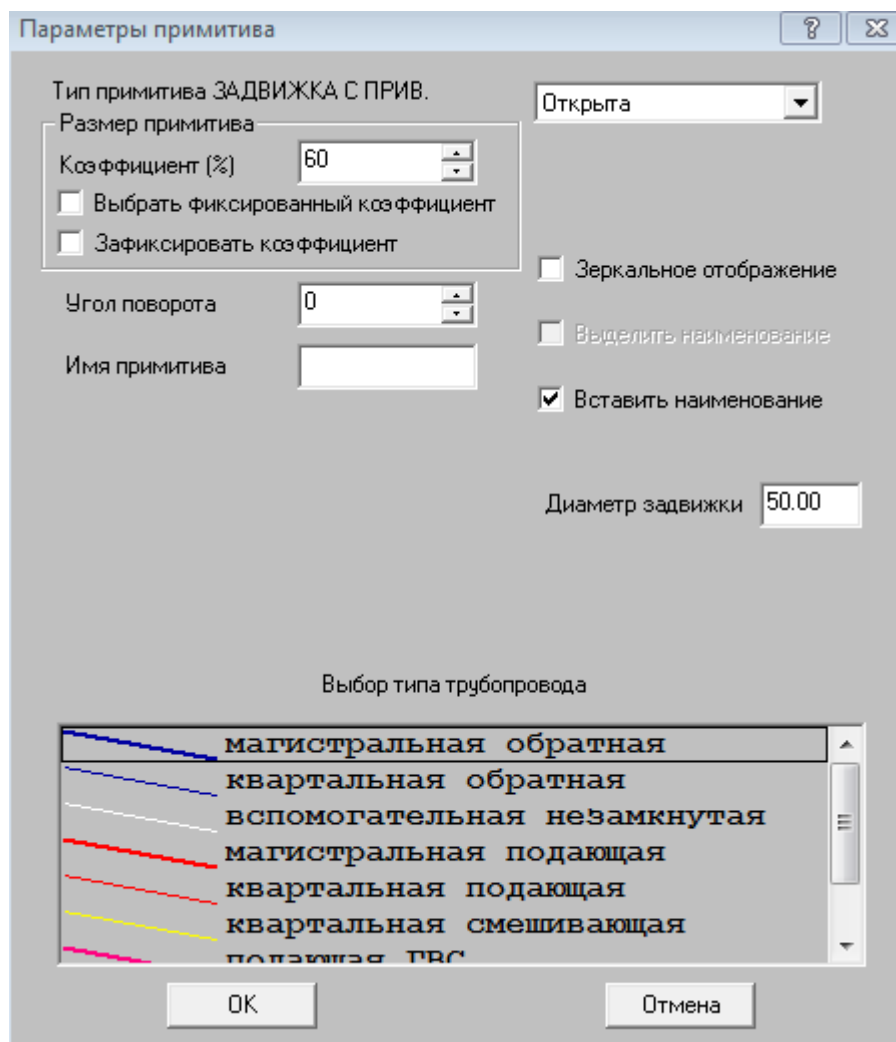 Параметры примитива
Тип примитива ЗАДВИЖКА С ПРИВ.
Открыта
Размер примитива
Коэффициент (%)
60
Выбрать фиксированный коэффициент
Зафиксировать коэффициент
Зеркальное отображение
Угол поворота
0
Выделить наименование
Имя примитива
Вставить наименование
Диаметр задвижки
50.00
Выбор типа трубопровода
магистральная обратная
квартальная обратная
вспомогательная незамкнутая
магистральная подающая
квартальная подающая
квартальная смешивающая
подающая ГВС
OK
Отмена